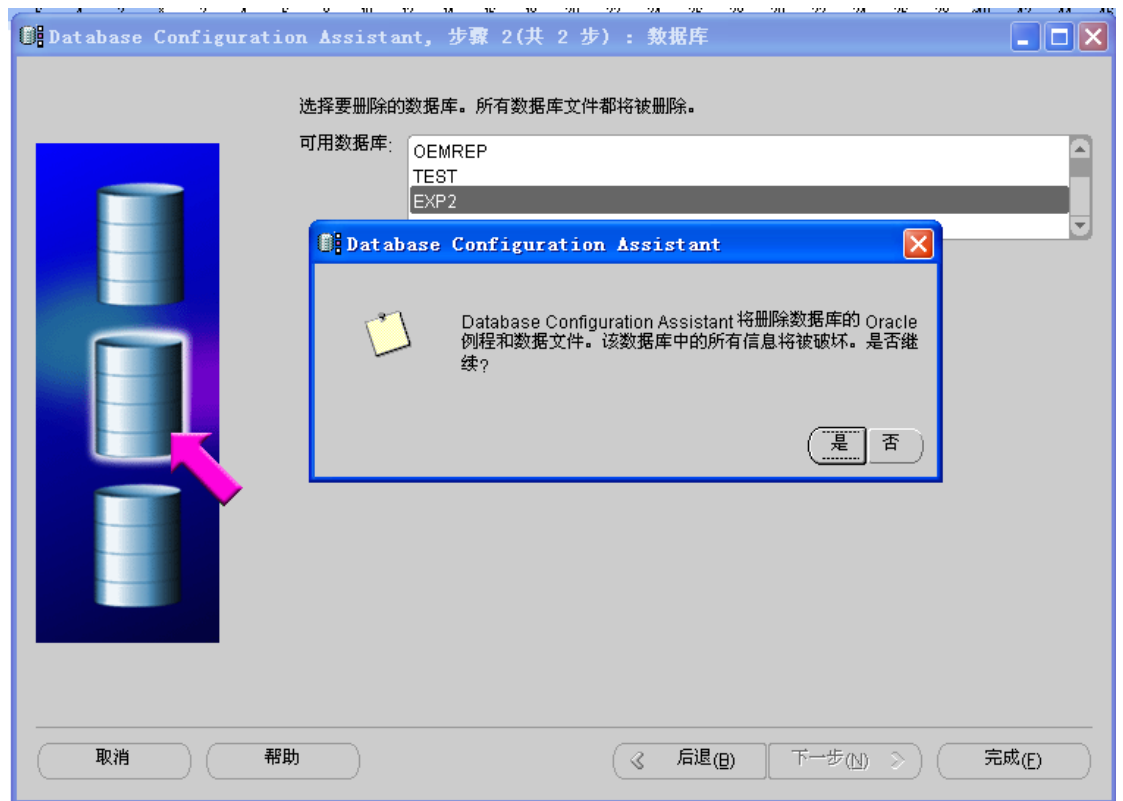 Database Configuration Assistant, 步骤 2(共 2 步) : 数据库
选择要删除的数据库。所有数据库文件都将被删除。
可用数据库:
OEMREP
TEST
EXP2
Database Configuration Assistant
Database Configuration Assistant 将删除数据库的 Oracle
例程和数据文件。该数据库中的所有信息将被破坏。是否继
续?
是
否
取消
帮助
后退(B)
下一步(N)
完成(F)